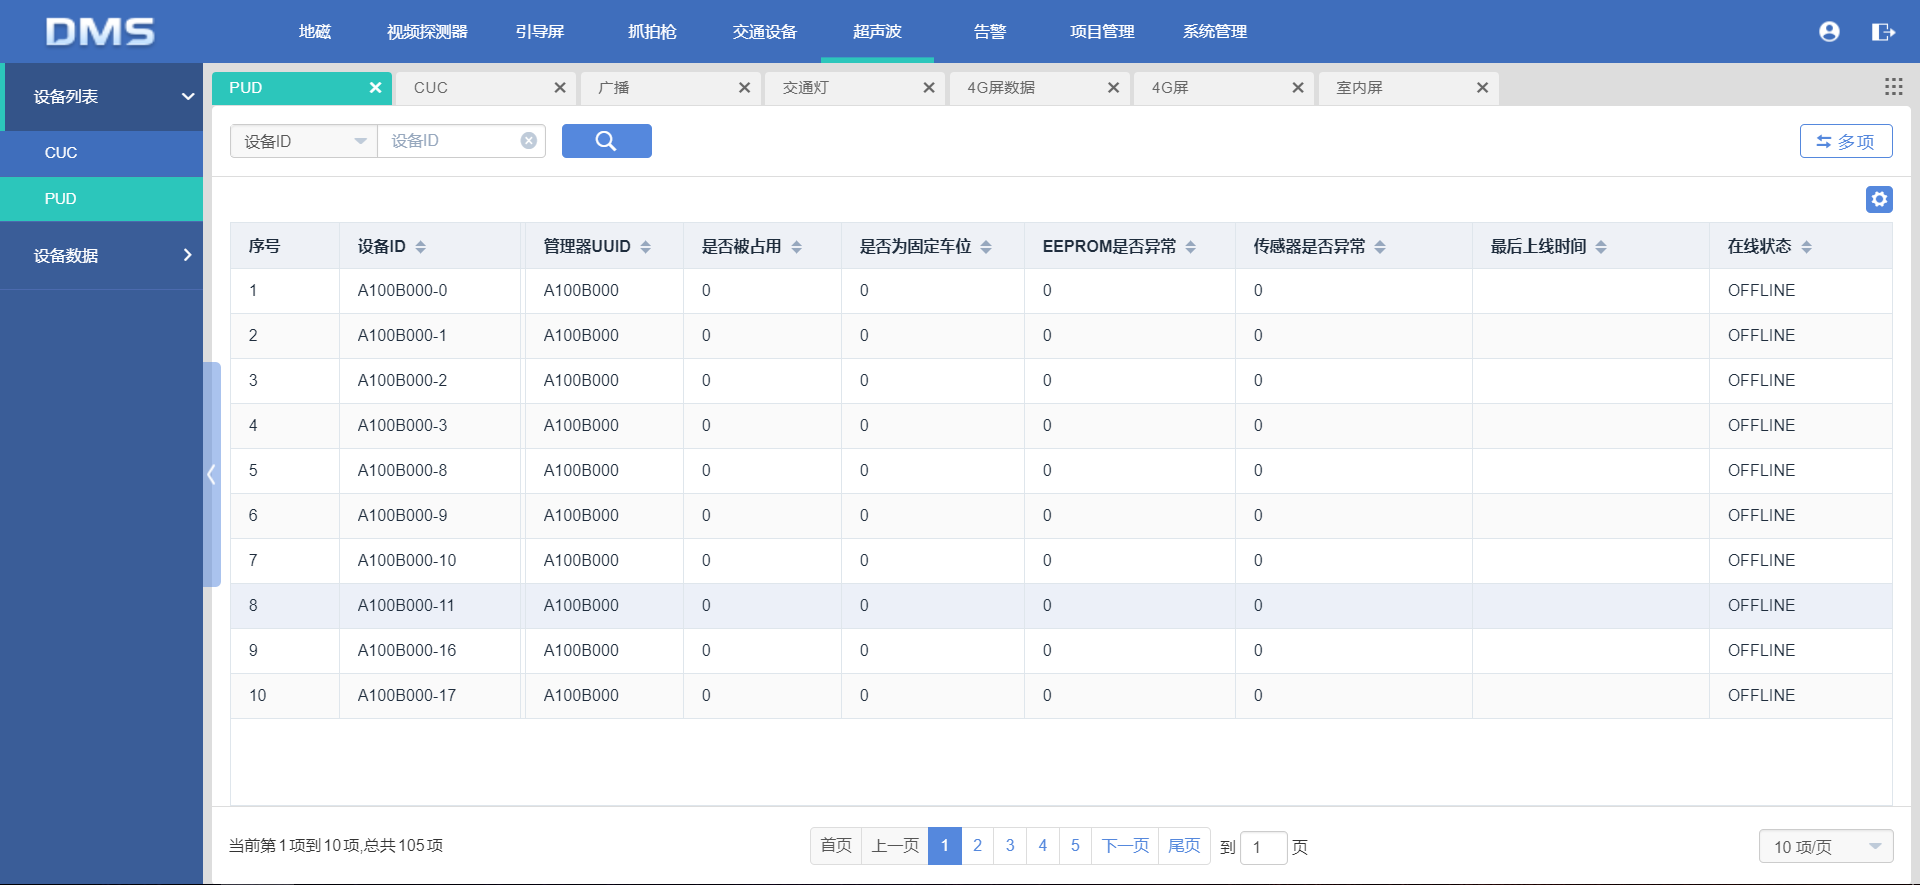 DMS 地磁 视频探测器 引导屏 抓拍枪 交通设备 超声波 告警 项目管理 系统管理
设备列表
CUC
PUD
设备数据
PUD CUC 广播 交通灯 4G屏数据 4G屏 室内屏
设备ID 设备ID 多项
序号 设备ID 管理器UUID 是否被占用 是否为固定车位 EEPROM是否异常 传感器是否异常 最后上线时间 在线状态
1 A100B000-0 A100B000 0 0 0 0 OFFLINE
2 A100B000-1 A100B000 0 0 0 0 OFFLINE
3 A100B000-2 A100B000 0 0 0 0 OFFLINE
4 A100B000-3 A100B000 0 0 0 0 OFFLINE
5 A100B000-8 A100B000 0 0 0 0 OFFLINE
6 A100B000-9 A100B000 0 0 0 0 OFFLINE
7 A100B000-10 A100B000 0 0 0 0 OFFLINE
8 A100B000-11 A100B000 0 0 0 0 OFFLINE
9 A100B000-16 A100B000 0 0 0 0 OFFLINE
10 A100B000-17 A100B000 0 0 0 0 OFFLINE
当前第1项到10项,总共105项 首页 上一页 1 2 3 4 5 下一页 尾页 到 1 页 10 项/页